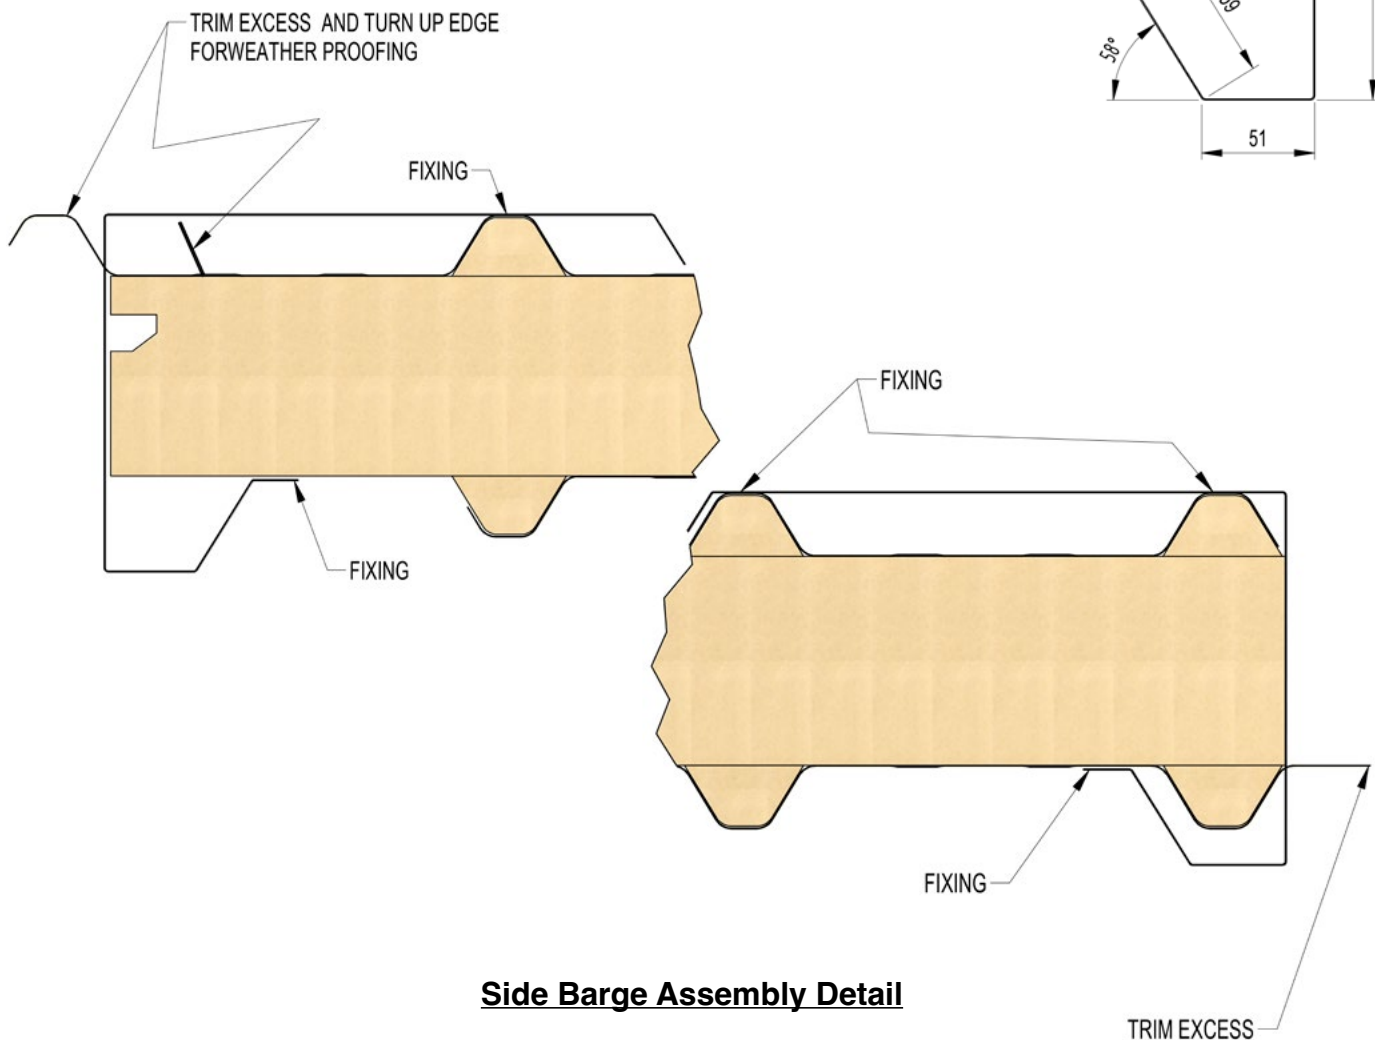 TRIM EXCESS AND TURN UP EDGE
FORWEATHER PROOFING
58°
51
FIXING
FIXING
FIXING
FIXING
Side Barge Assembly Detail
TRIM EXCESS